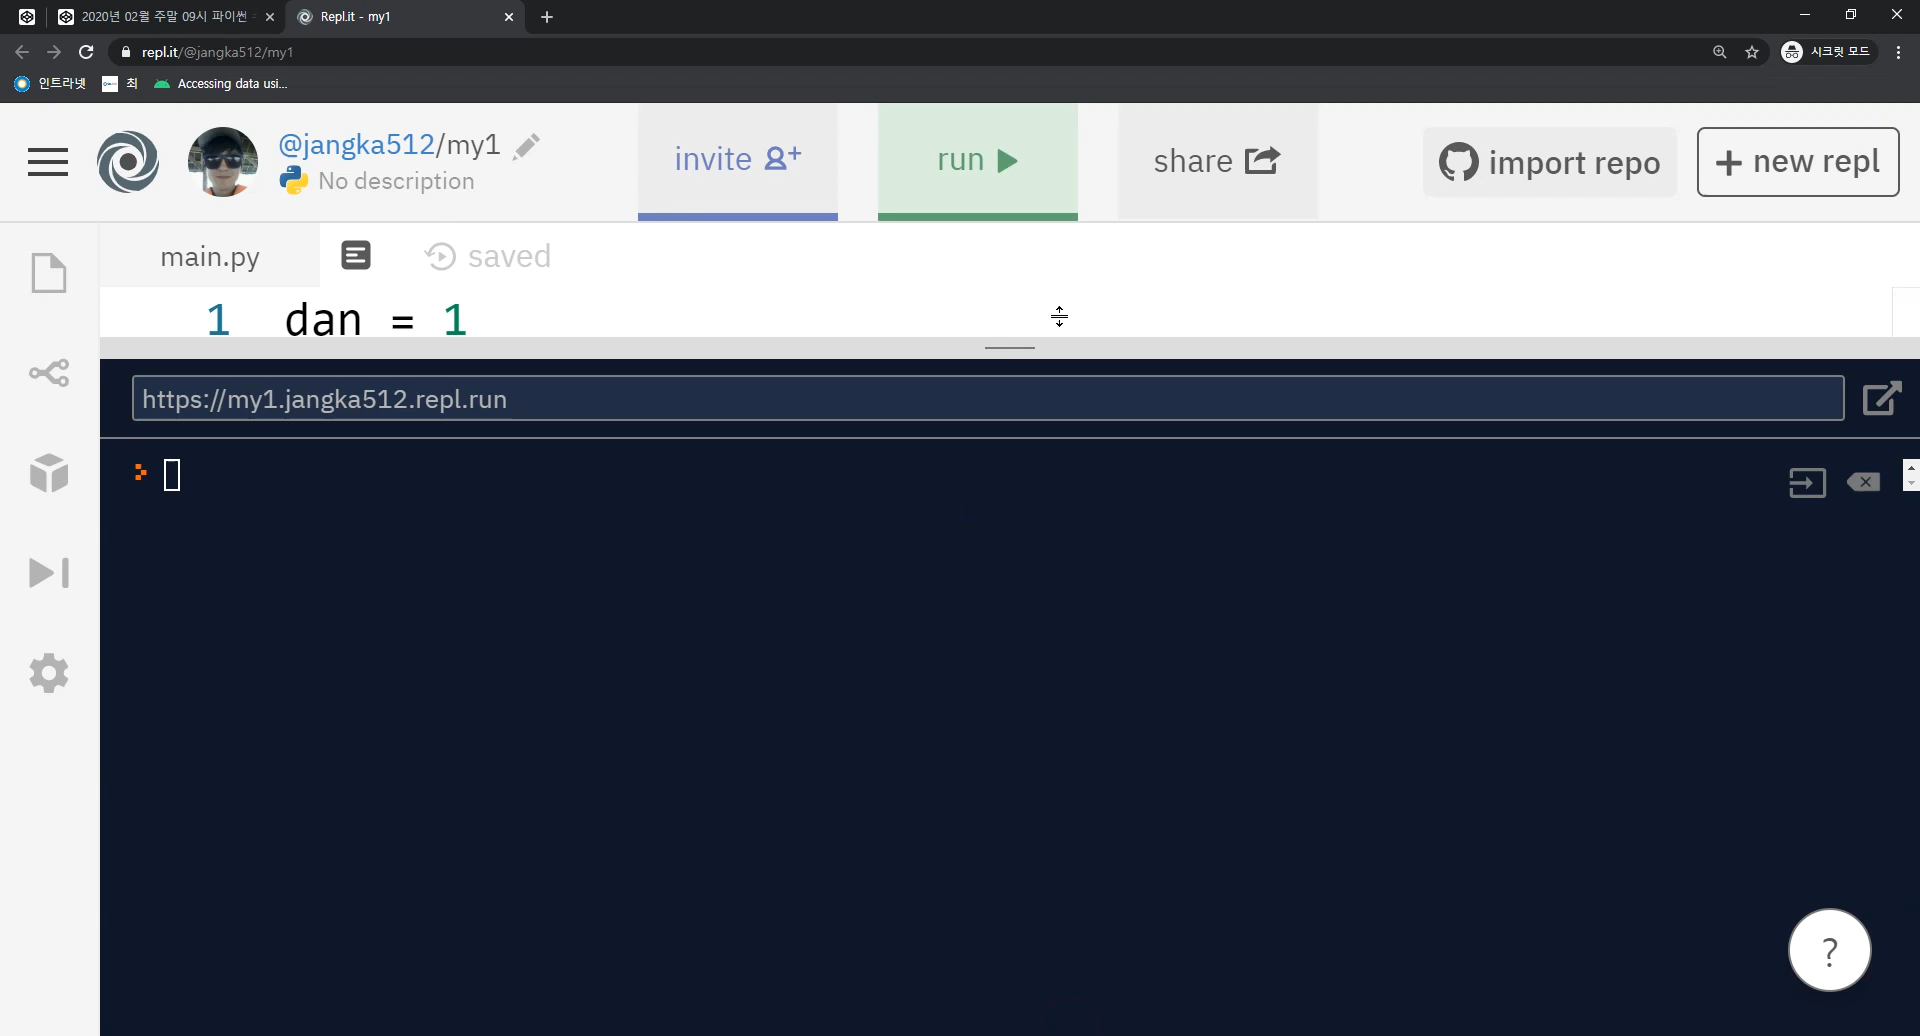 2020년 02월 주말 09시 파이썬
Repl.it - my1
repl.it/@jangka512/my1
시크릿 모드
인트라넷
최
Accessing data usi...
@jangka512/my1
No description
invite
run
share
import repo
+ new repl
main.py
saved
1 dan = 1
https://my1.jangka512.repl.run
?